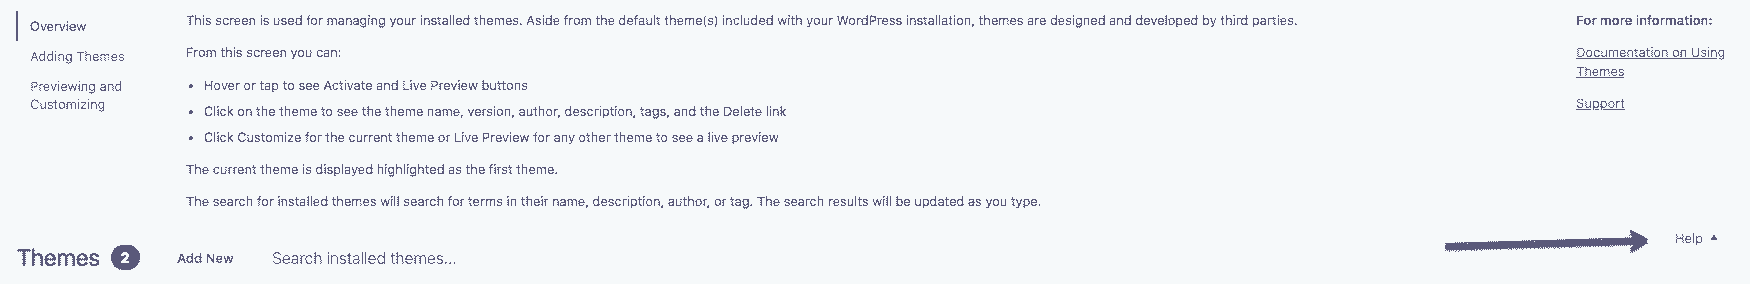 Overview
Adding Themes
Previewing and
Customizing
This screen is used for managing your installed themes. Aside from the default theme(s) included with your WordPress installation, themes are designed and developed by third parties.
From this screen you can:
• Hover or tap to see Activate and Live Preview buttons
• Click on the theme to see the theme name, version, author, description, tags, and the Delete link
• Click Customize for the current theme or Live Preview for any other theme to see a live preview
The current theme is displayed highlighted as the first theme.
The search for installed themes will search for terms in their name, description, author, or tag. The search results will be updated as you type.
For more information:
Documentation on Using
Themes
Support
Help ▲
Themes 2 Add New Search installed themes...